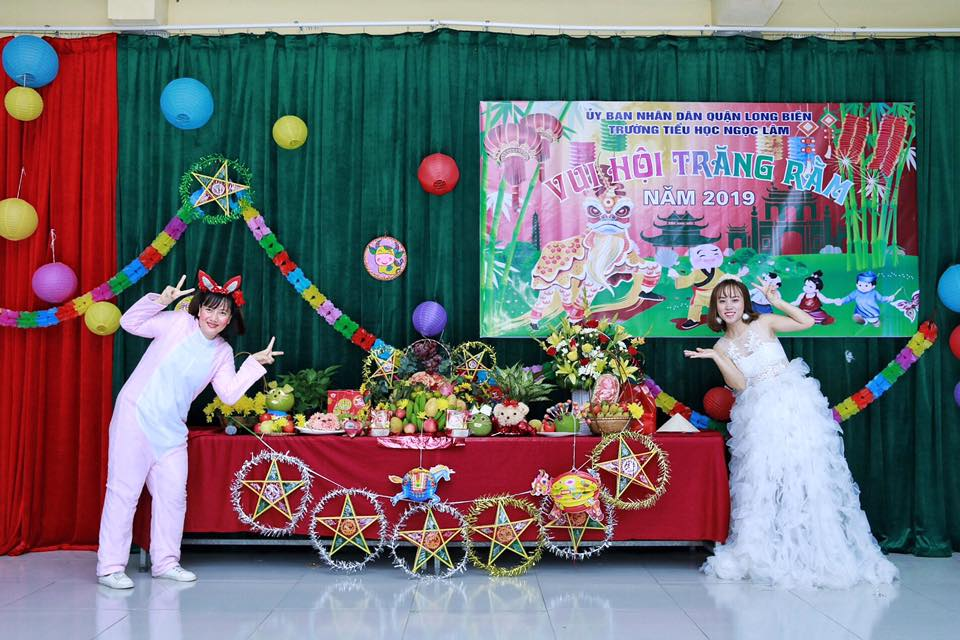 ỦY BAN NHÂN DÂN QUẬN LONG BIÊN
TRƯỜNG TIỂU HỌC NGỌC LÂM
VUI HỘI TRĂNG RẰM
NĂM 2019